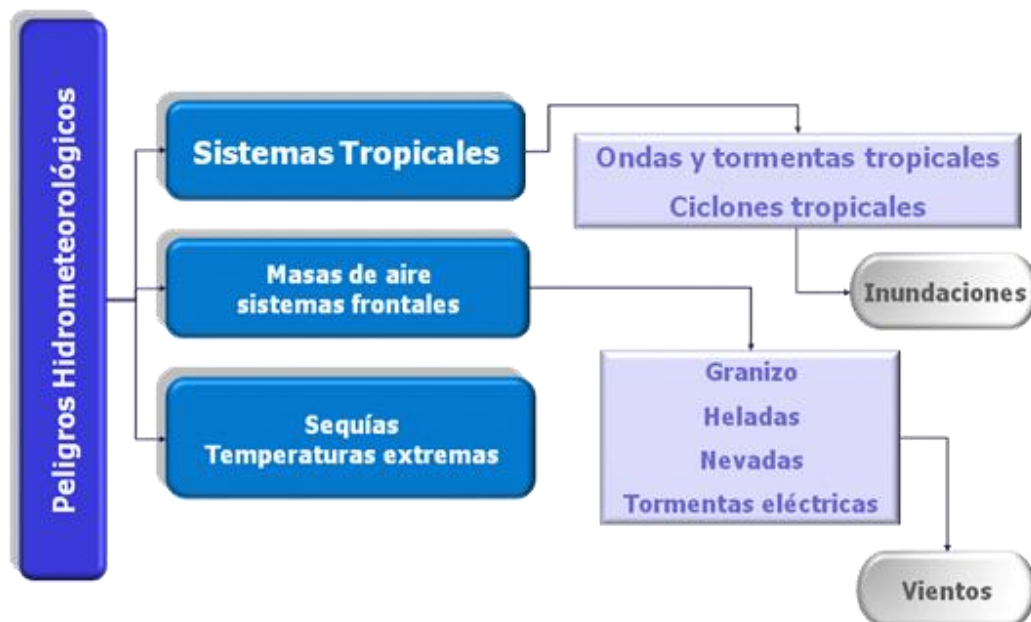 Peligros Hidrometeorológicos
Sistemas Tropicales
Ondas y tormentas tropicales
Ciclones tropicales
Inundaciones
Masas de aire
sistemas frontales
Granizo
Heladas
Nevadas
Tormentas eléctricas
Vientos
Sequías
Temperaturas extremas